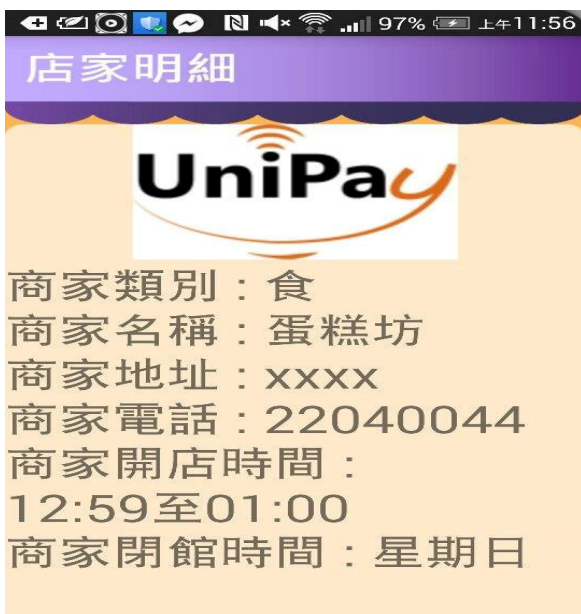 97% 上午11:56
店家明細
UniPay
商家類別：食
商家名稱：蛋糕坊
商家地址：xxxx
商家電話：22040044
商家開店時間：
12:59至01:00
商家閉館時間：星期日